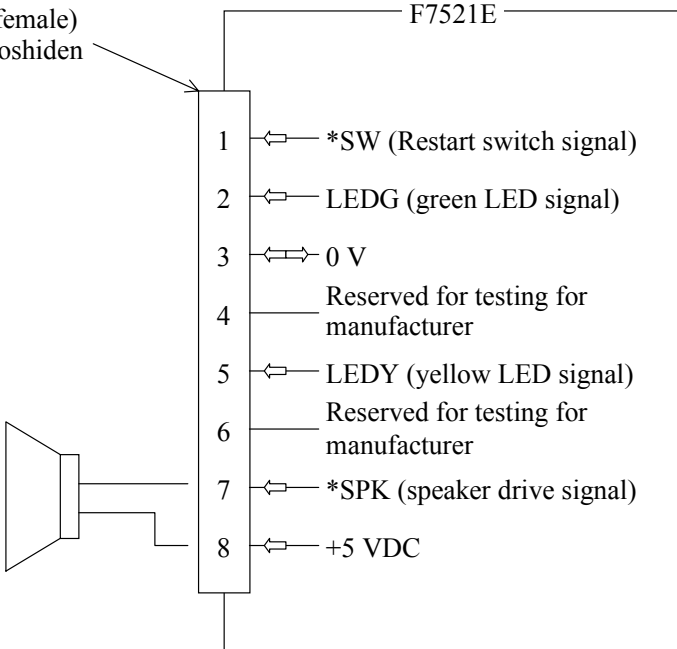 female)
oshiden
F7521E
1 *SW (Restart switch signal)
2 LEDG (green LED signal)
3 0 V
4 Reserved for testing for
manufacturer
5 LEDY (yellow LED signal)
6 Reserved for testing for
manufacturer
7 *SPK (speaker drive signal)
8 +5 VDC